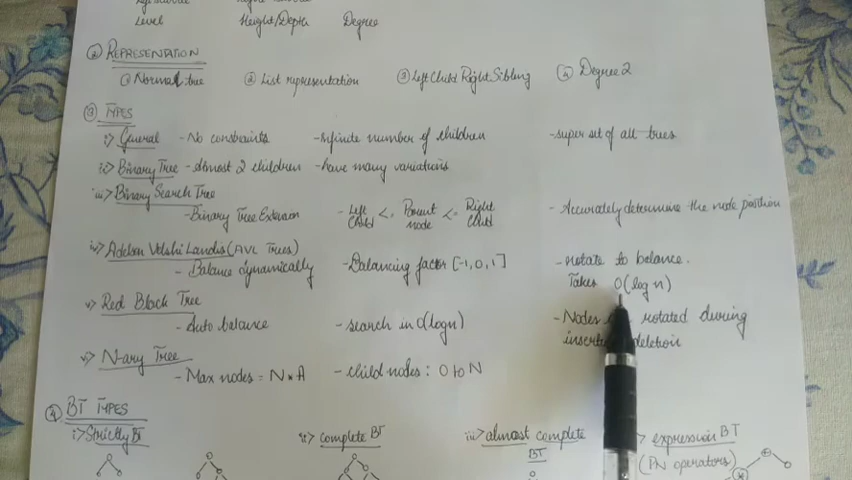 Level Height/Depth Degree
② REPRESENTATION
① Normal tree ② List representation ③ Left Child Right Sibling ④ Degree 2
③ TYPES
i) General - No constraints - Infinite number of children - super set of all trees
ii) Binary Tree - Atmost 2 children - have many variations
iii) Binary Search Tree
- Binary Tree Extension - Left Child <= Parent node <= Right Child - Accurately determine the node position
iv) Adelson Velshi Landis (AVL Trees)
- Balance dynamically - Balancing factor [-1, 0, 1] - rotate to balance.
Takes O(log n)
v) Red Black Tree
- Auto balance - search in O(log n) - Nodes rotated during
deletion
vi) N-ary Tree
- Max nodes = N * A - child nodes : 0 to N
④ BT TYPES
i) Strictly BT ii) complete BT iii) almost complete BT expression BT
(PN operators)